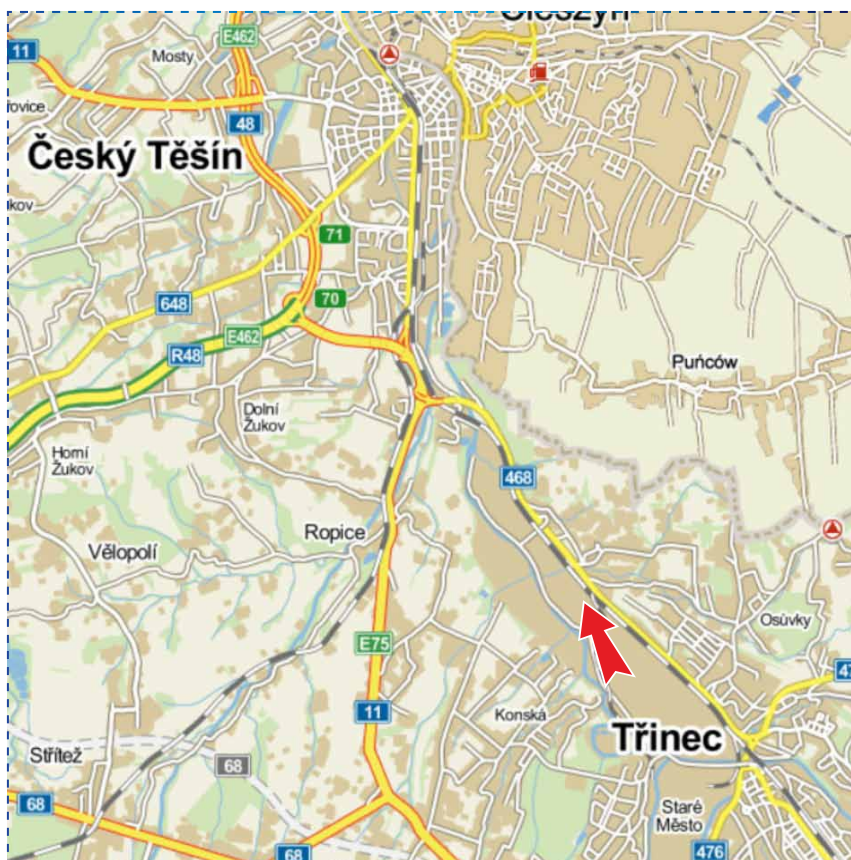 Cieszyn
E462
11
Mosty
48
Český Těšín
71
648
70
E462
R48
Puńców
Dolní
Žukov
Horní
Žukov
468
Ropice
Vělopolí
Osůvky
E75
11
Konská
Třinec
Střítež
68
68
Staré
Město
68
476